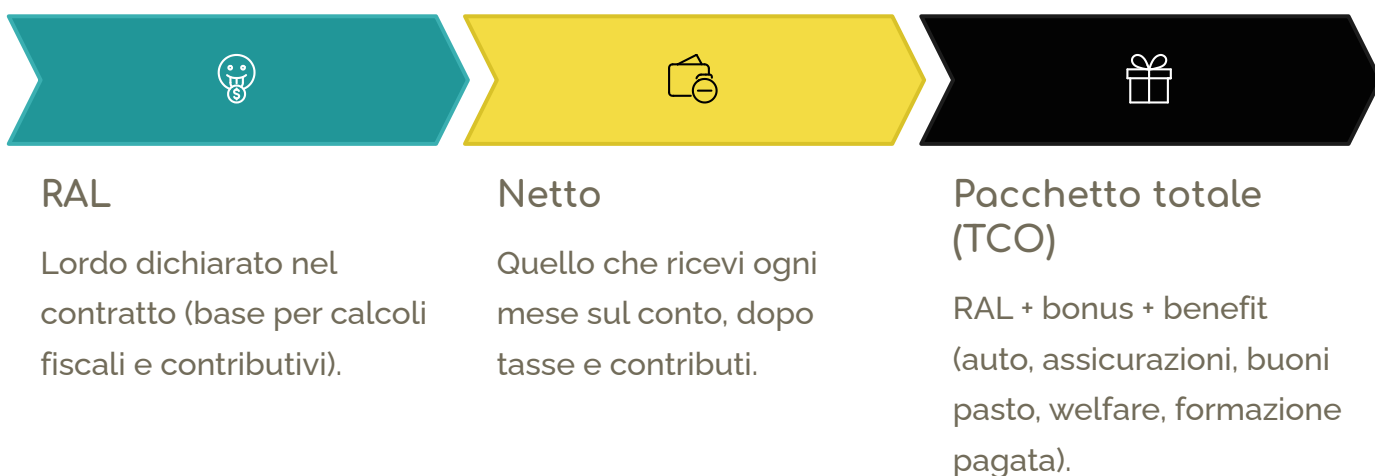 $
RAL
Lordo dichiarato nel
contratto (base per calcoli
fiscali e contributivi).
Netto
Quello che ricevi ogni
mese sul conto, dopo
tasse e contributi.
Pacchetto totale
(TCO)
RAL + bonus + benefit
(auto, assicurazioni, buoni
pasto, welfare, formazione
pagata).